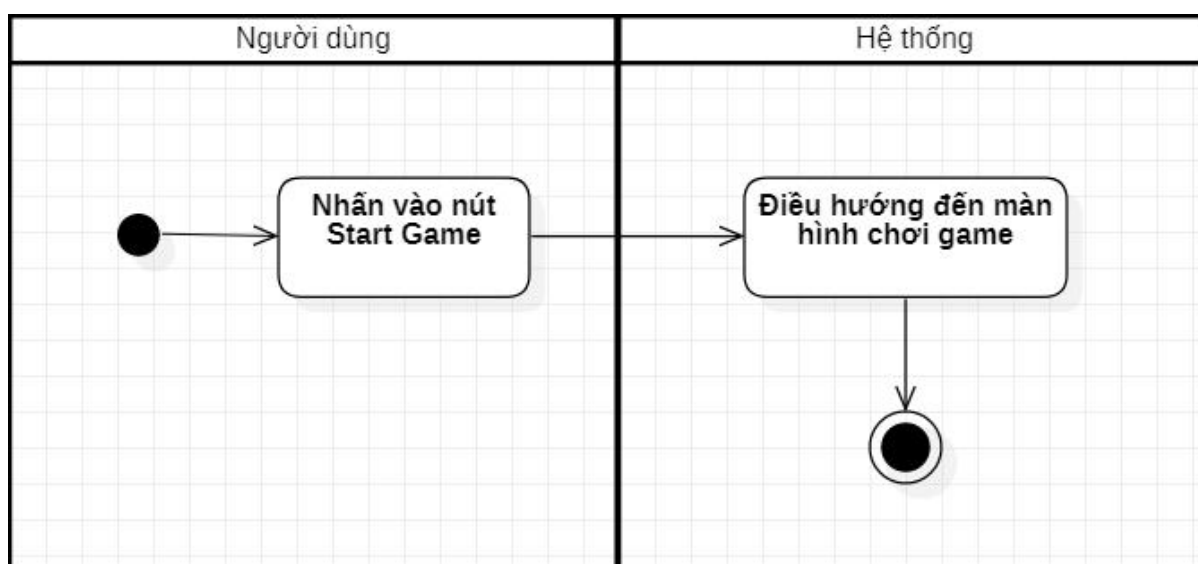 Người dùng
Hệ thống
Nhấn vào nút
Start Game
Điều hướng đến màn
hình chơi game